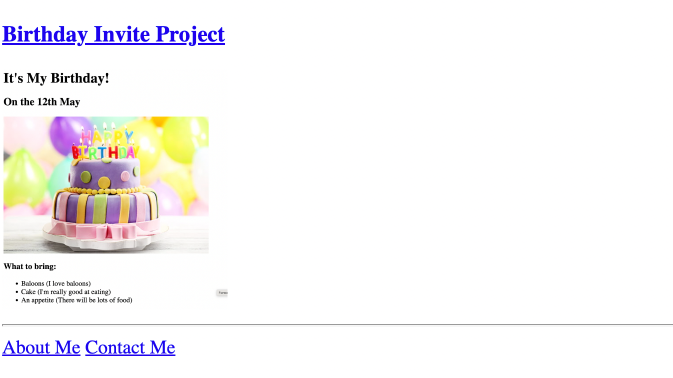 Birthday Invite Project
It's My Birthday!
On the 12th May
HAPPY
BIRTHDAY
What to bring:
Baloons (I love baloons)
Cake (I'm really good at eating)
An appetite (There will be lots of food)
About Me Contact Me